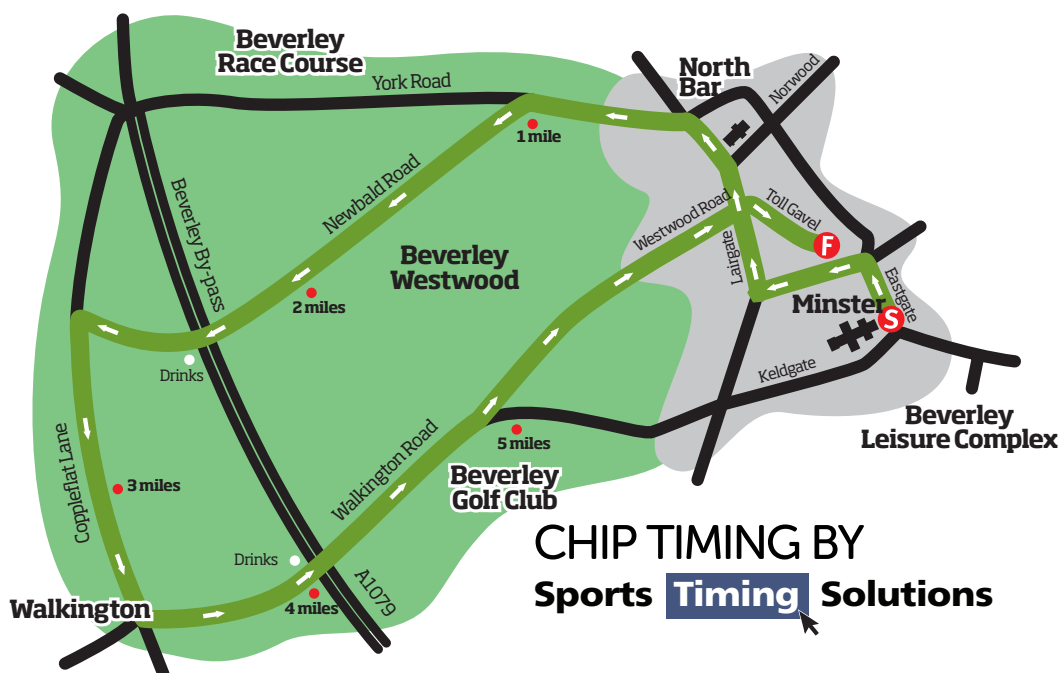 Beverley
Race Course
York Road
North
Bar
Norwood
1 mile
Beverley By-pass
Newbald Road
Toll Gavel
Westwood Road
Lairgate
F
Beverley
Westwood
Eastgate
2 miles
Minster
S
Drinks
Keldgate
Beverley
Leisure Complex
Coppleflat Lane
Walkington Road
5 miles
3 miles
Beverley
Golf Club
CHIP TIMING BY
Drinks
A1079
Sports Timing Solutions
4 miles
Walkington